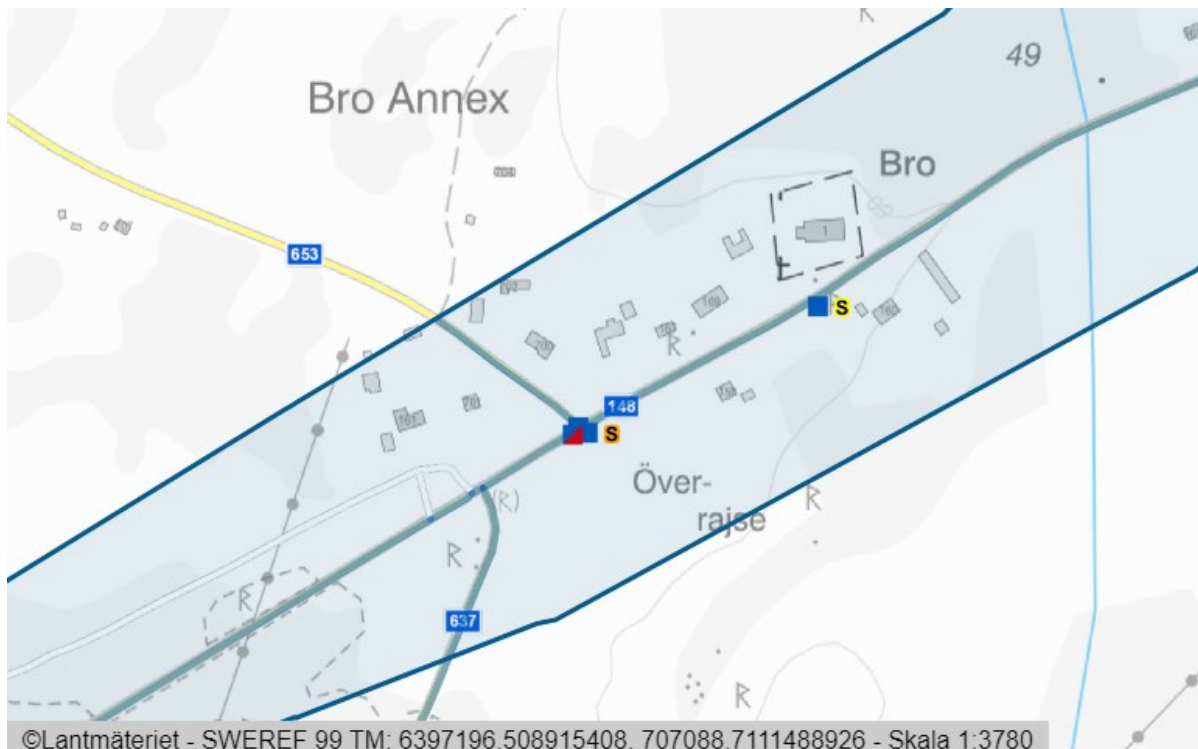 49
Bro Annex
Bro
653
1
S
148
S
Över-
rajse
(R)
R
R
R
R
637
R
R
©Lantmäteriet - SWEREF 99 TM: 6397196.508915408, 707088.7111488926 - Skala 1:3780